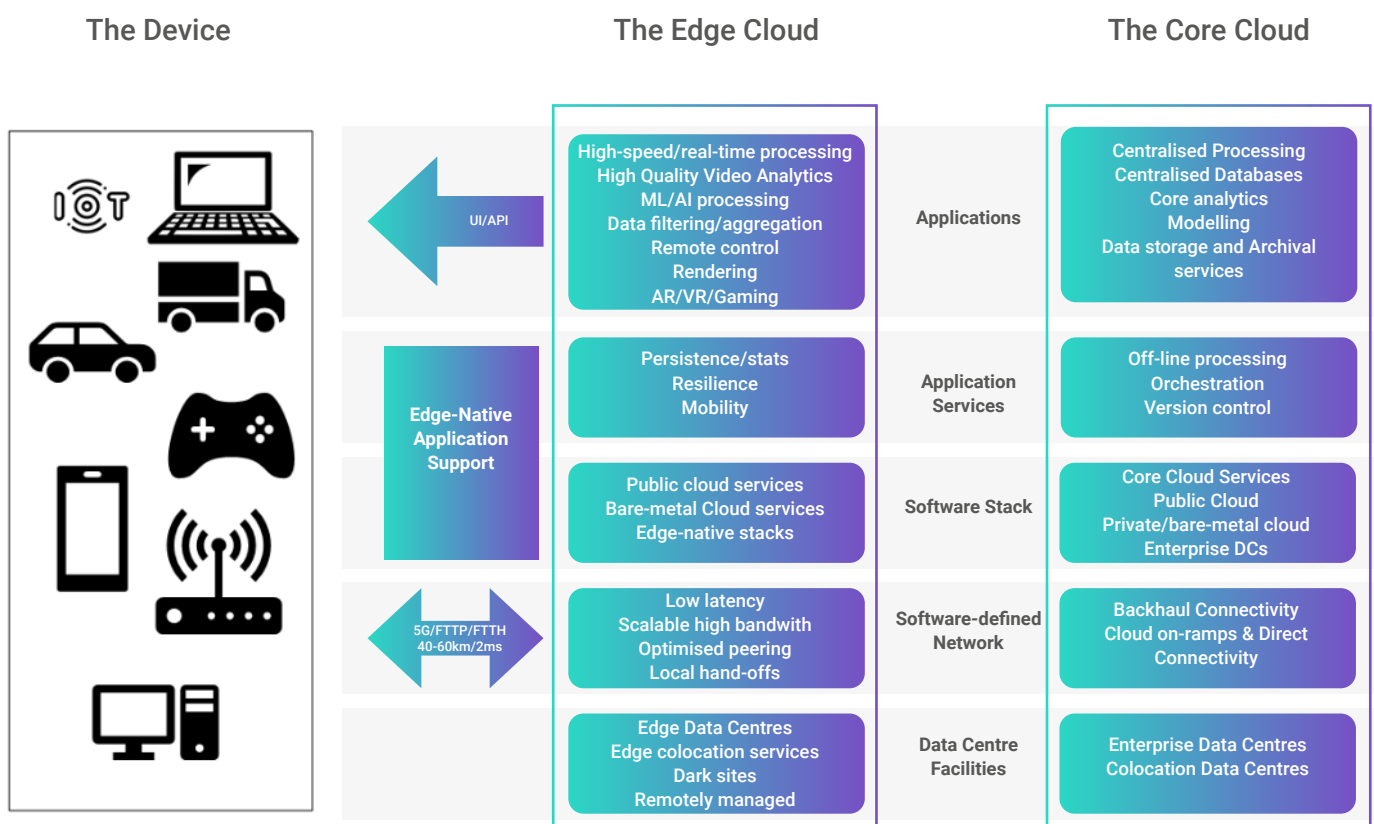 The Device
The Edge Cloud
The Core Cloud
IOT
UI/API
High-speed/real-time processing
High Quality Video Analytics
ML/AI processing
Data filtering/aggregation
Remote control
Rendering
AR/VR/Gaming
Applications
Centralised Processing
Centralised Databases
Core analytics
Modelling
Data storage and Archival
services
Edge-Native
Application
Support
Persistence/stats
Resilience
Mobility
Application
Services
Off-line processing
Orchestration
Version control
Public cloud services
Bare-metal Cloud services
Edge-native stacks
Software Stack
Core Cloud Services
Public Cloud
Private/bare-metal cloud
Enterprise DCs
5G/FTTP/FTTH
40-60km/2ms
Low latency
Scalable high bandwith
Optimised peering
Local hand-offs
Software-defined
Network
Backhaul Connectivity
Cloud on-ramps & Direct
Connectivity
Edge Data Centres
Edge colocation services
Dark sites
Remotely managed
Data Centre
Facilities
Enterprise Data Centres
Colocation Data Centres